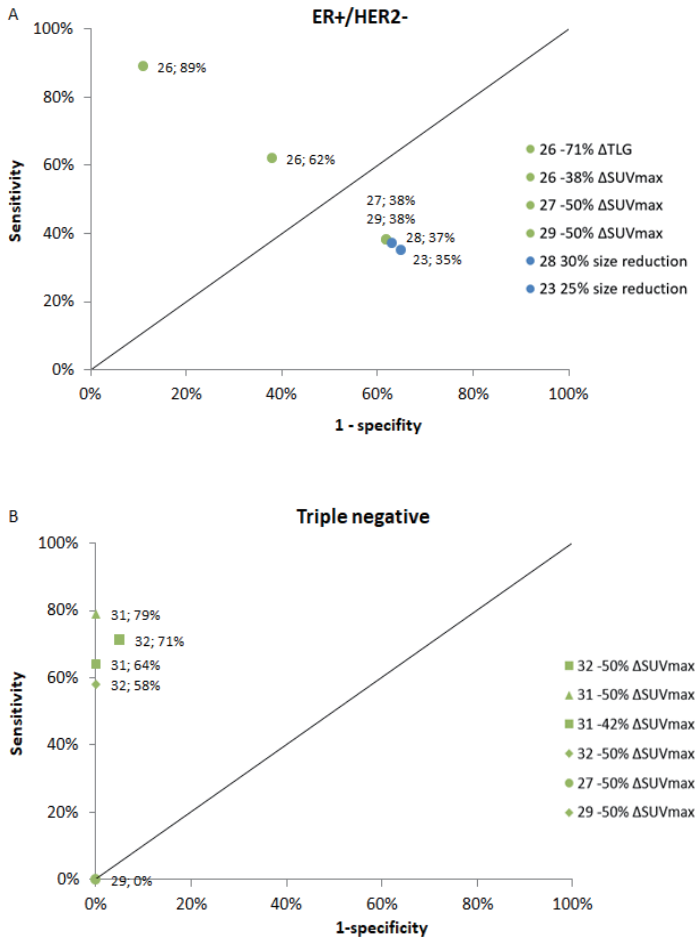 A
ER+/HER2-
100%
80%
60%
40%
20%
0%
Sensitivity
26; 89%
26; 62%
27; 38%
29; 38%
28; 37%
23; 35%
26 -71% ΔTLG
26 -38% ΔSUVmax
27 -50% ΔSUVmax
29 -50% ΔSUVmax
28 30% size reduction
23 25% size reduction
0% 20% 40% 60% 80% 100%
1 - specifity
B
Triple negative
100%
80%
60%
40%
20%
0%
Sensitivity
31; 79%
32; 71%
31; 64%
32; 58%
29; 0%
32 -50% ΔSUVmax
31 -50% ΔSUVmax
31 -42% ΔSUVmax
32 -50% ΔSUVmax
27 -50% ΔSUVmax
29 -50% ΔSUVmax
0% 20% 40% 60% 80% 100%
1-specificity